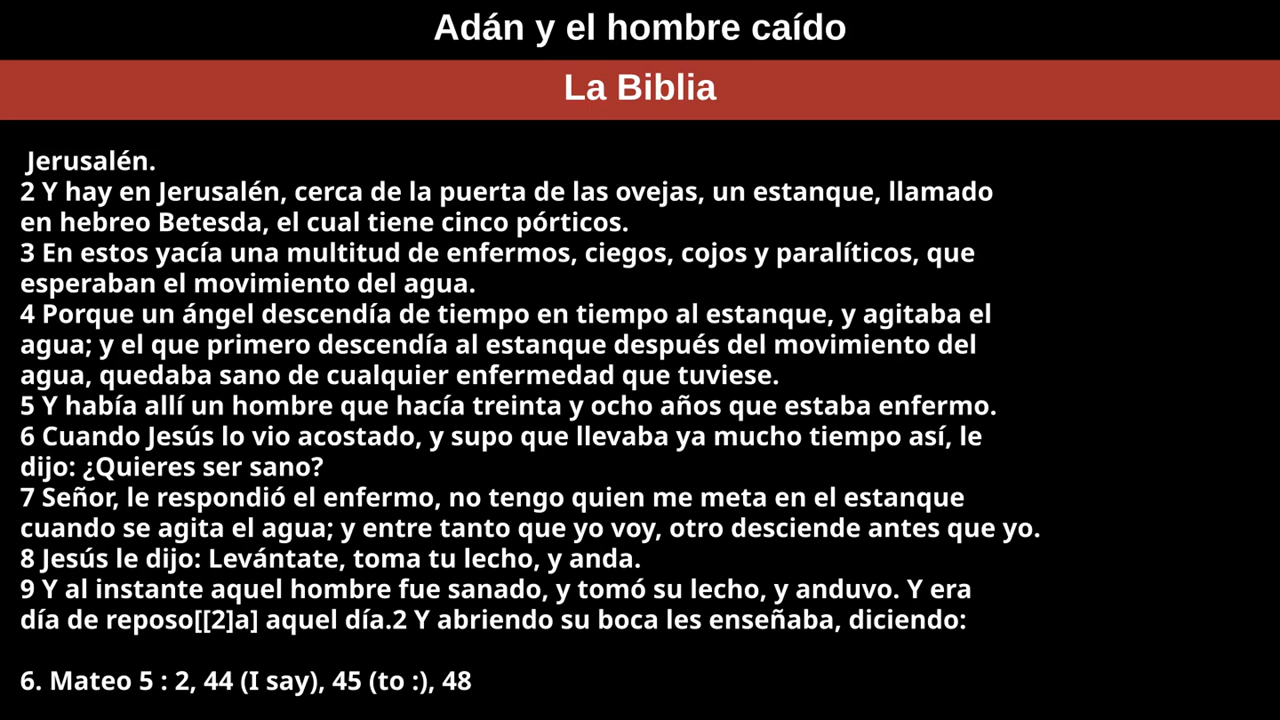 Adán y el hombre caído
La Biblia
Jerusalén.
2 Y hay en Jerusalén, cerca de la puerta de las ovejas, un estanque, llamado
en hebreo Betesda, el cual tiene cinco pórticos.
3 En estos yacía una multitud de enfermos, ciegos, cojos y paralíticos, que
esperaban el movimiento del agua.
4 Porque un ángel descendía de tiempo en tiempo al estanque, y agitaba el
agua; y el que primero descendía al estanque después del movimiento del
agua, quedaba sano de cualquier enfermedad que tuviese.
5 Y había allí un hombre que hacía treinta y ocho años que estaba enfermo.
6 Cuando Jesús lo vio acostado, y supo que llevaba ya mucho tiempo así, le
dijo: ¿Quieres ser sano?
7 Señor, le respondió el enfermo, no tengo quien me meta en el estanque
cuando se agita el agua; y entre tanto que yo voy, otro desciende antes que yo.
8 Jesús le dijo: Levántate, toma tu lecho, y anda.
9 Y al instante aquel hombre fue sanado, y tomó su lecho, y anduvo. Y era
día de reposo[[2]a] aquel día.2 Y abriendo su boca les enseñaba, diciendo:
6. Mateo 5 : 2, 44 (I say), 45 (to :), 48